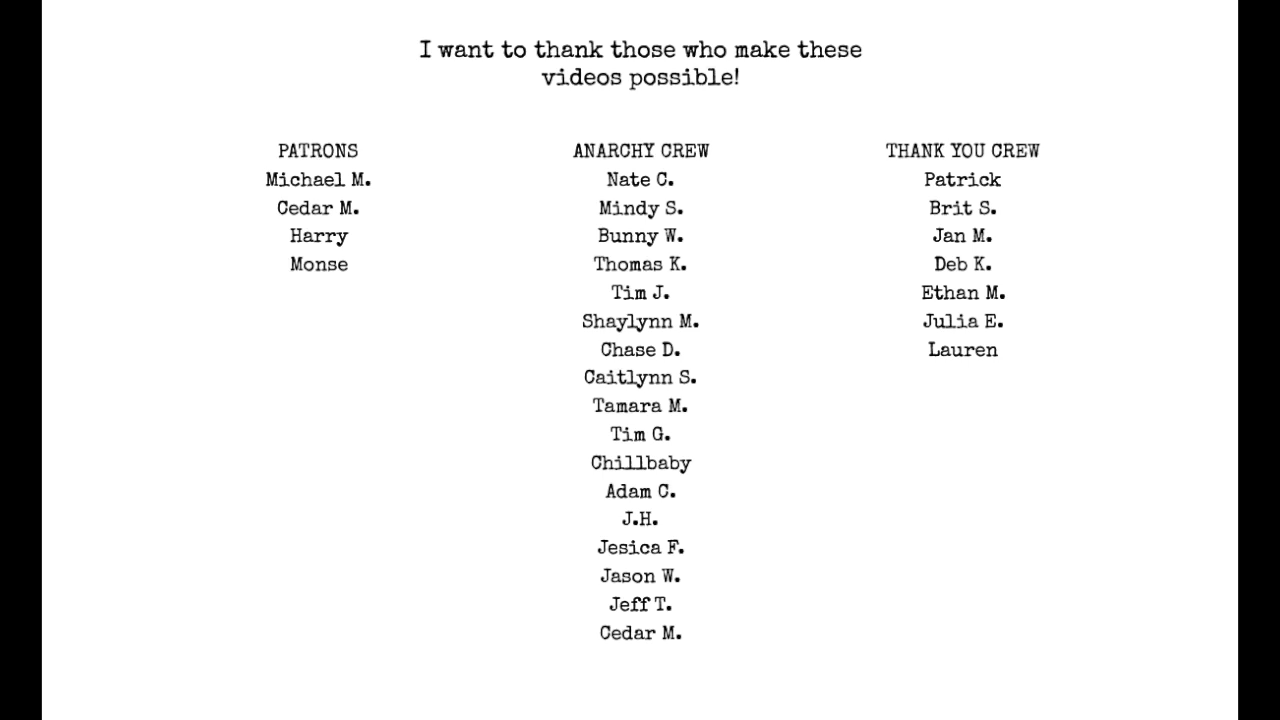 I want to thank those who make these
videos possible!
PATRONS
Michael M.
Cedar M.
Harry
Monse
ANARCHY CREW
Nate C.
Mindy S.
Bunny W.
Thomas K.
Tim J.
Shaylynn M.
Chase D.
Caitlynn S.
Tamara M.
Tim G.
Chillbaby
Adam C.
J.H.
Jesica F.
Jason W.
Jeff T.
Cedar M.
THANK YOU CREW
Patrick
Brit S.
Jan M.
Deb K.
Ethan M.
Julia E.
Lauren